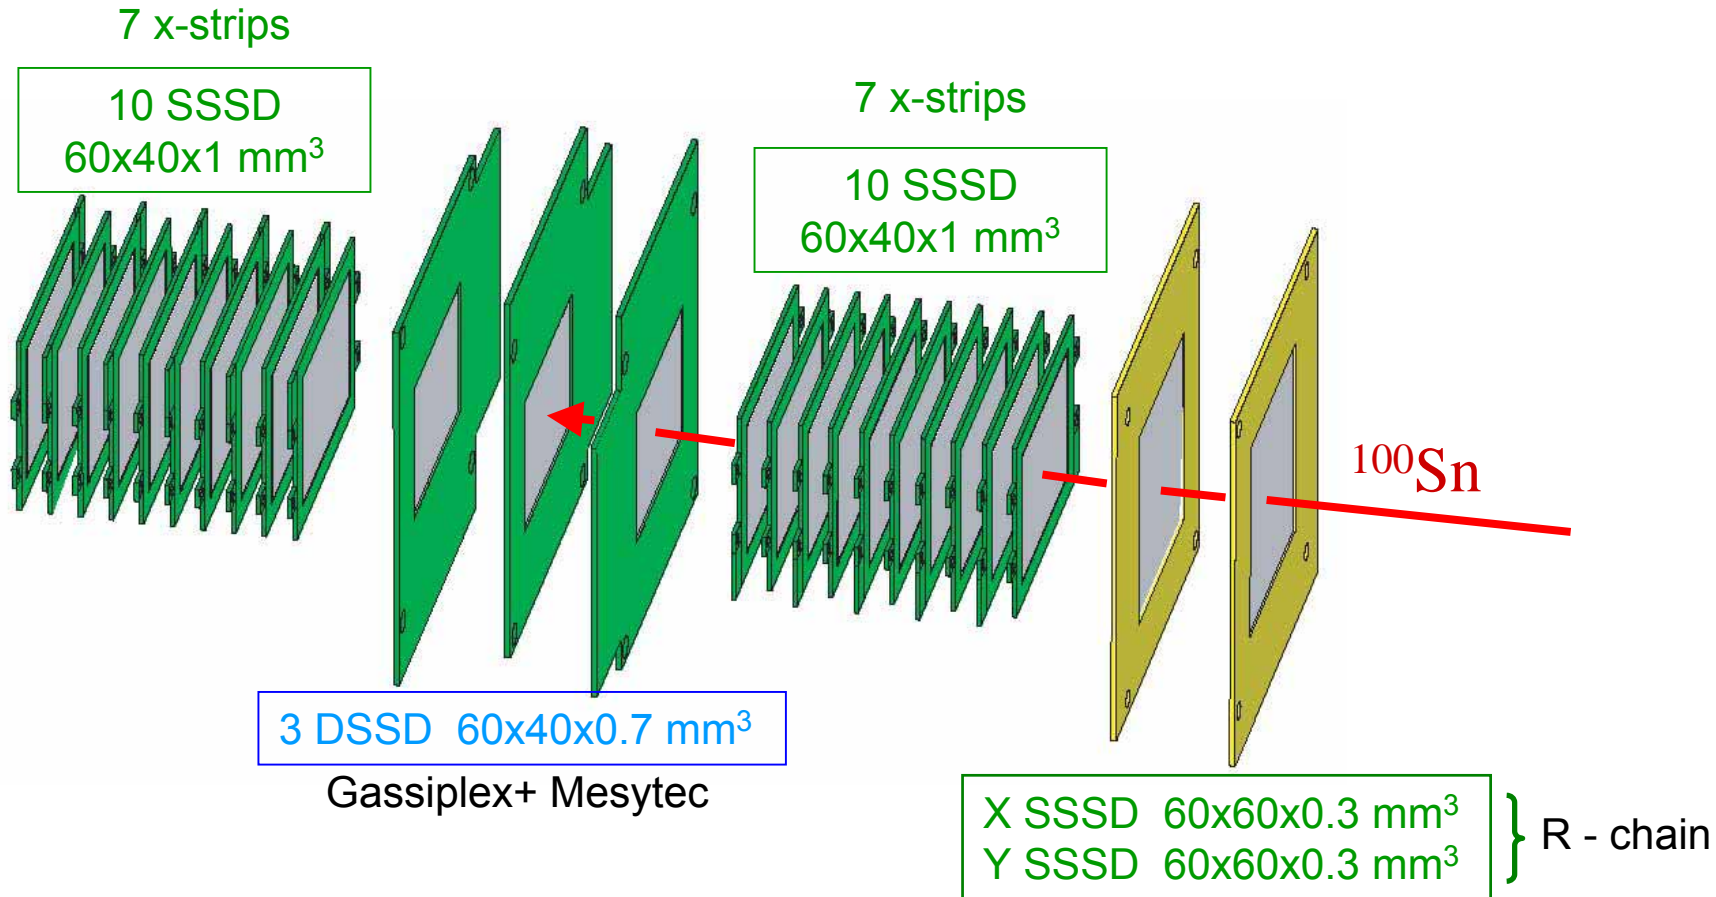 7 x-strips
10 SSSD
60x40x1 mm³
7 x-strips
10 SSSD
60x40x1 mm³
¹⁰⁰Sn
3 DSSD 60x40x0.7 mm³
Gassiplex+ Mesytec
X SSSD 60x60x0.3 mm³
Y SSSD 60x60x0.3 mm³
R - chain